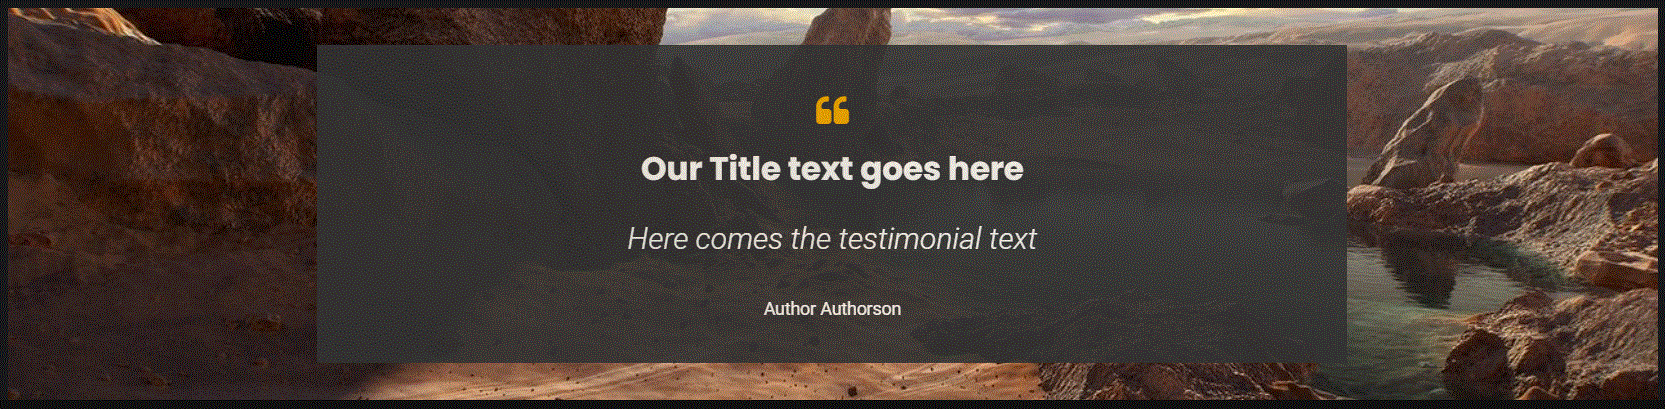 ❝
Our Title text goes here
Here comes the testimonial text
Author Authorson